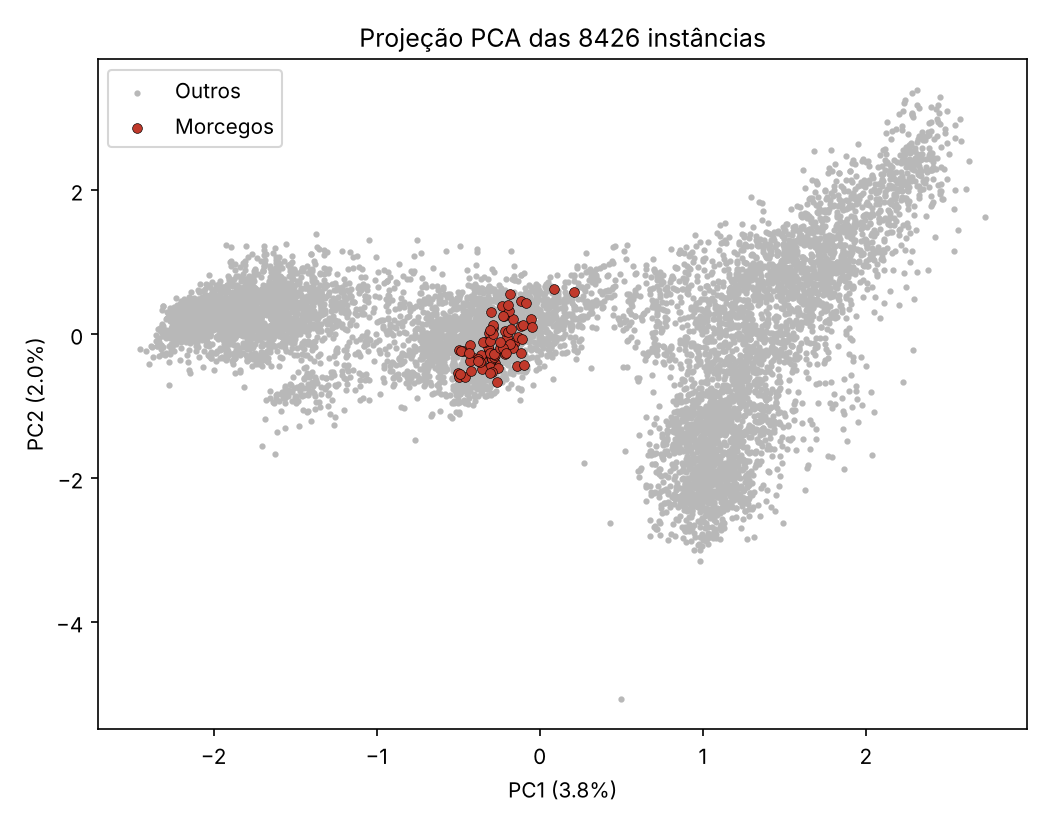 Projeção PCA das 8426 instâncias
Outros
Morcegos
2
0
−2
−4
PC2 (2.0%)
−2
−1
0
1
2
PC1 (3.8%)